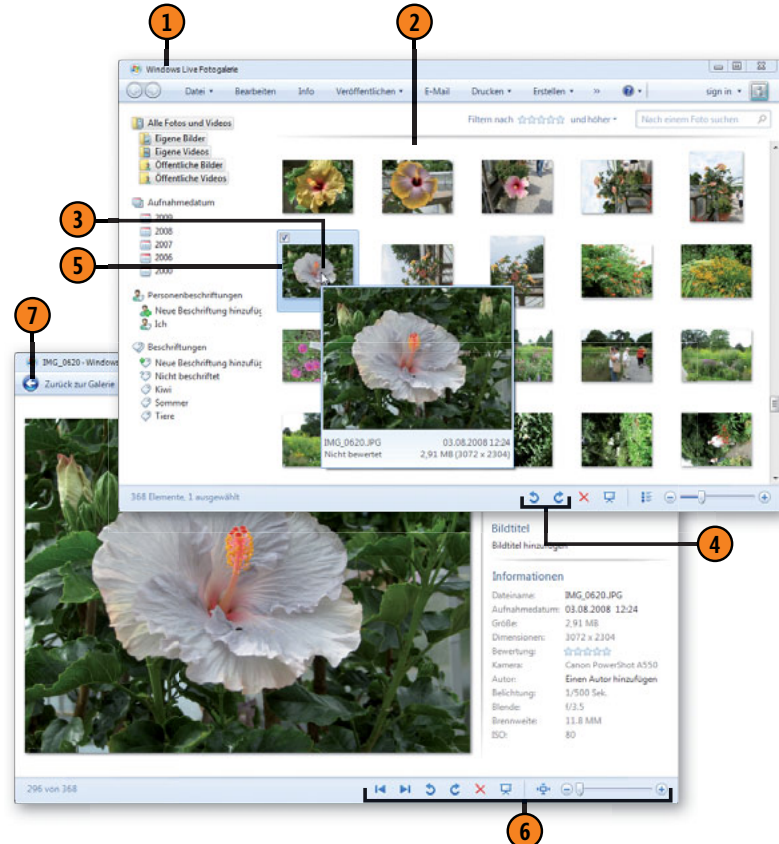 1
2
Windows Live Fotogalerie
Datei Bearbeiten Info Veröffentlichen E-Mail Drucken Erstellen » ? sign in
Filtern nach und höher Nach einem Foto suchen
Alle Fotos und Videos
Eigene Bilder
Eigene Videos
Öffentliche Bilder
Öffentliche Videos
Aufnahmedatum
2009
2008
2007
2006
2000
3
5
Personenbeschriftungen
Neue Beschriftung hinzufüg
Ich
Beschriftungen
Neue Beschriftung hinzufüg
Nicht beschriftet
Kiwi
Sommer
Tiere
IMG_0620.JPG 03.08.2008 12:24
Nicht bewertet 2,91 MB (3072 x 2304)
368 Elemente, 1 ausgewählt
4
7
IMG_0620 - Windows
Zurück zur Galerie
Bildtitel
Bildtitel hinzufügen
Informationen
Dateiname: IMG_0620.JPG
Aufnahmedatum: 03.08.2008 12:24
Größe: 2,91 MB
Dimensionen: 3072 x 2304
Bewertung:
Kamera: Canon PowerShot A550
Autor: Einen Autor hinzufügen
Belichtung: 1/500 Sek.
Blende: f/3.5
Brennweite: 11.8 MM
ISO: 80
296 von 368
6